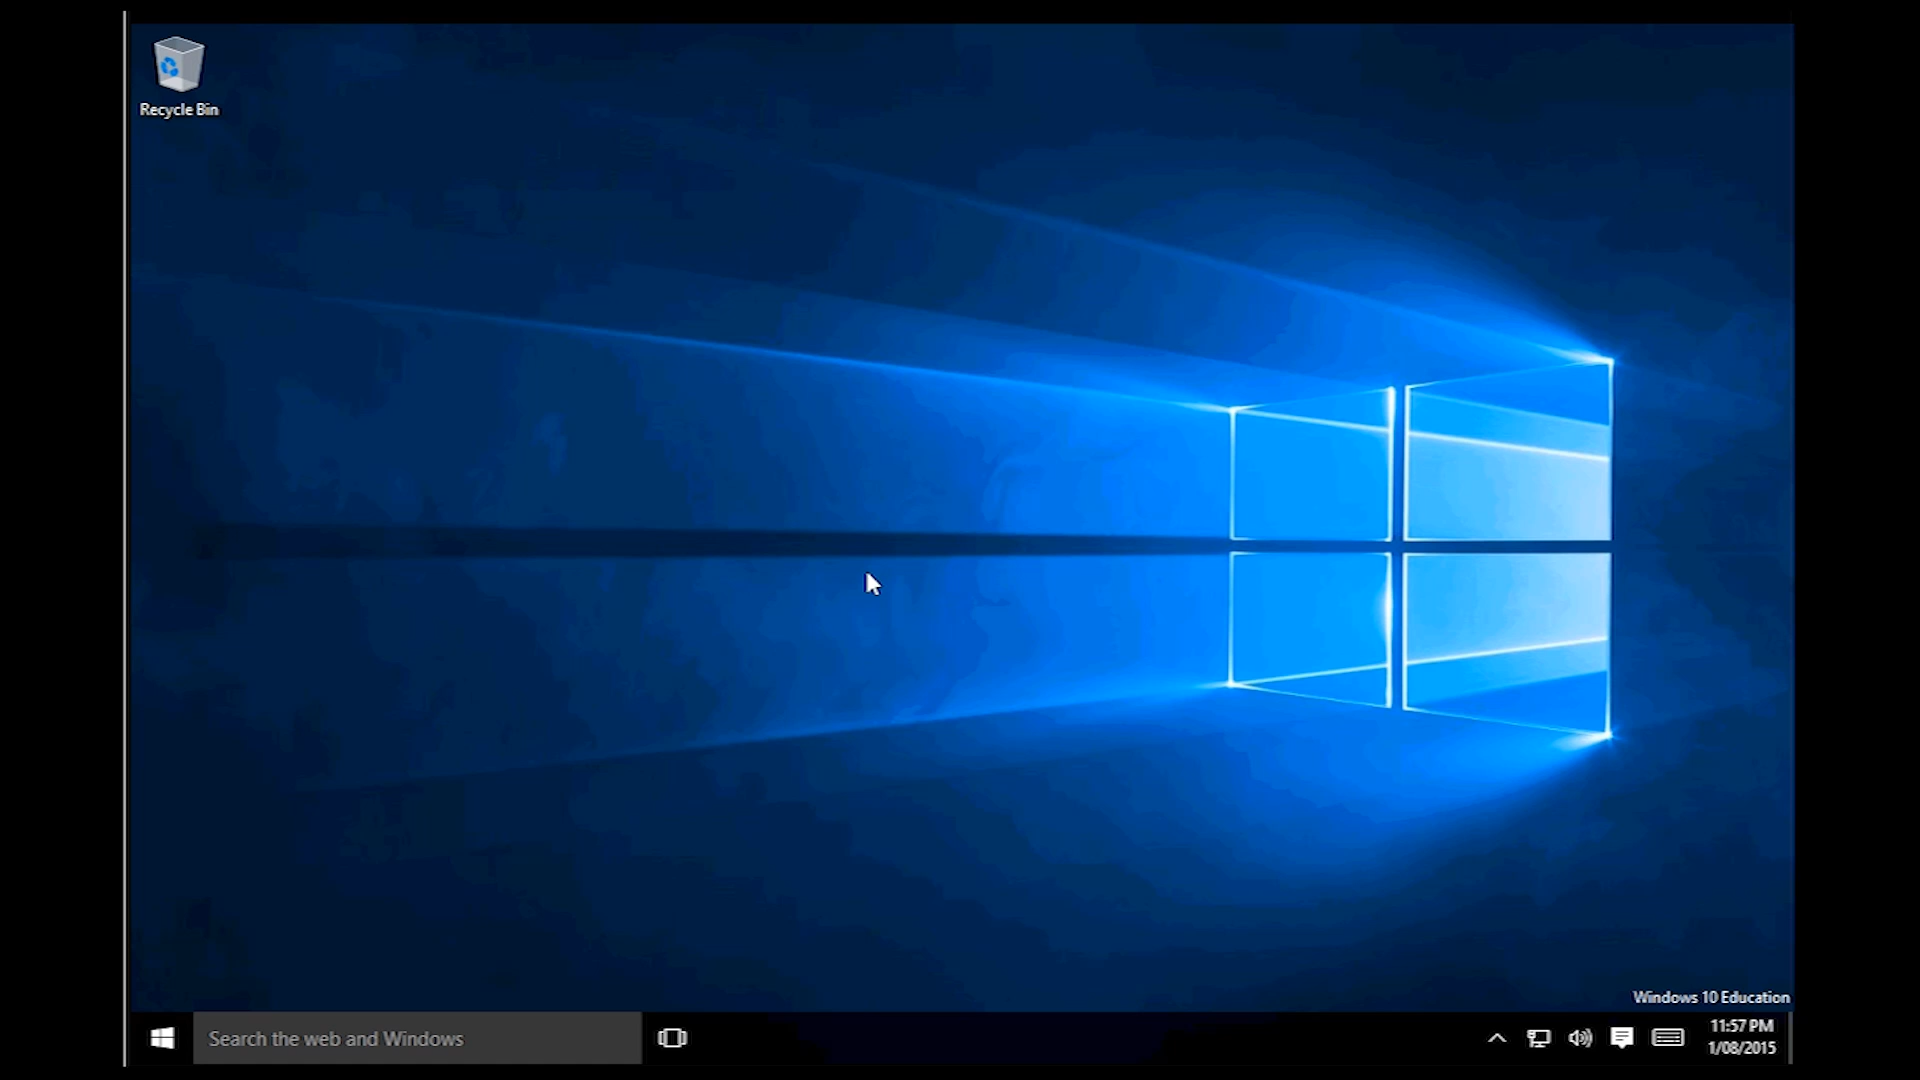 Recycle Bin
Windows 10 Education
Search the web and Windows
11:57 PM
1/08/2015